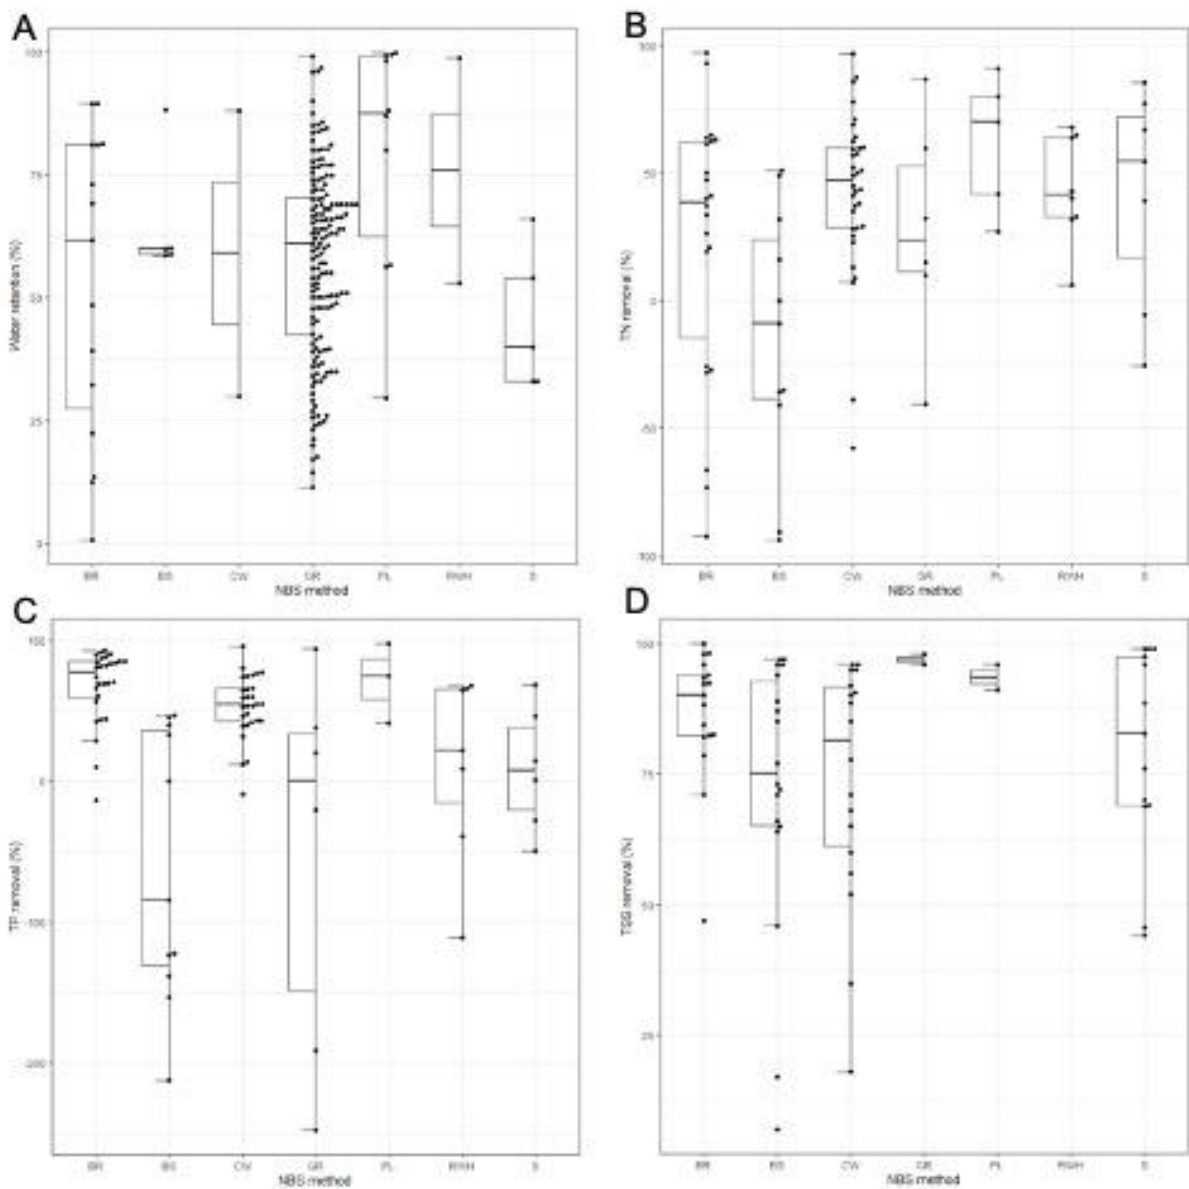 A
100
75
50
25
0
Water retention (%)
BR BS CW GR PL RWH S
NBS method
B
100
50
0
-50
-100
TN removal (%)
BR BS CW GR PL RWH S
NBS method
C
100
0
-100
-200
TP removal (%)
BR BS CW GR PL RWH S
NBS method
D
100
75
50
25
TSS removal (%)
BR BS CW GR PL RWH S
NBS method